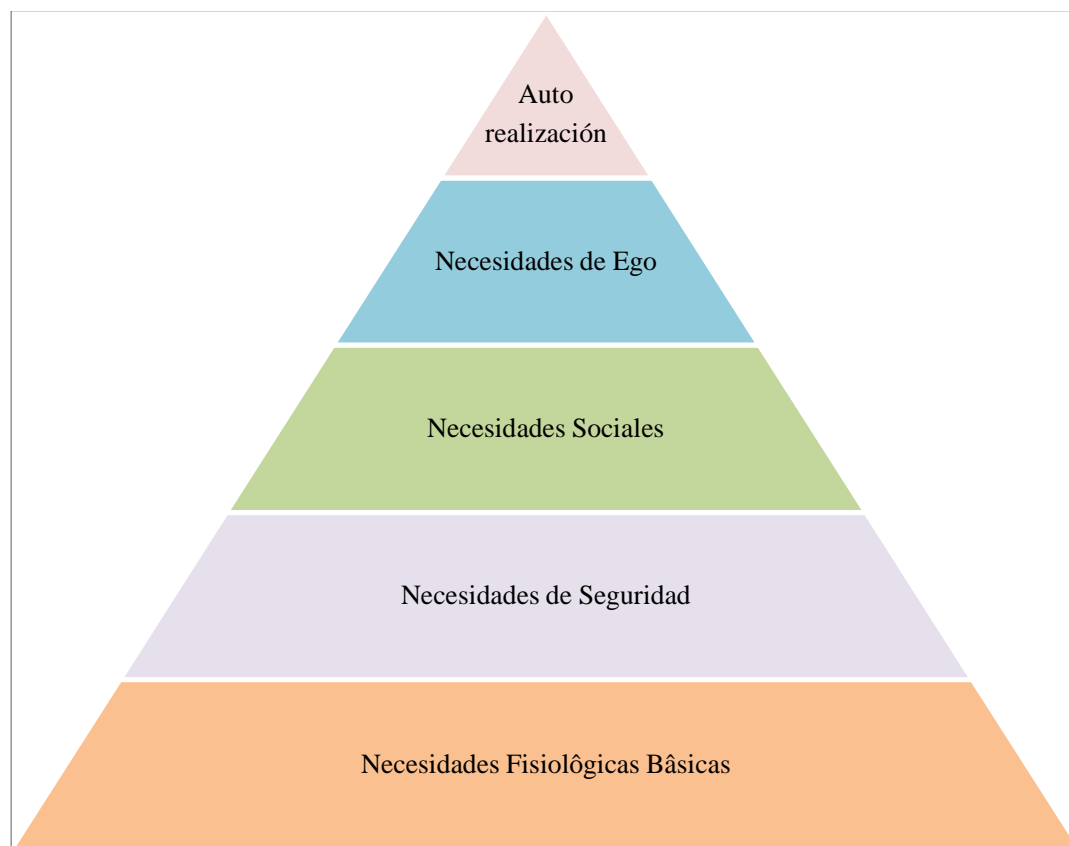 Auto
realización
Necesidades de Ego
Necesidades Sociales
Necesidades de Seguridad
Necesidades Fisiolôgicas Bâsicas